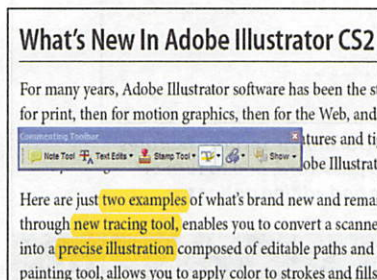 What's New In Adobe Illustrator CS2
For many years, Adobe Illustrator software has been the
for print, then for motion graphics, then for the Web, and
Commenting Toolbar
tures and
Note Tool Text Edits Stamp Tool Show
obe Illustrat
Here are just two examples of what's brand new and rema
through new tracing tool, enables you to convert a scanne
into a precise illustration composed of editable paths and
painting tool, allows you to apply color to strokes and fills